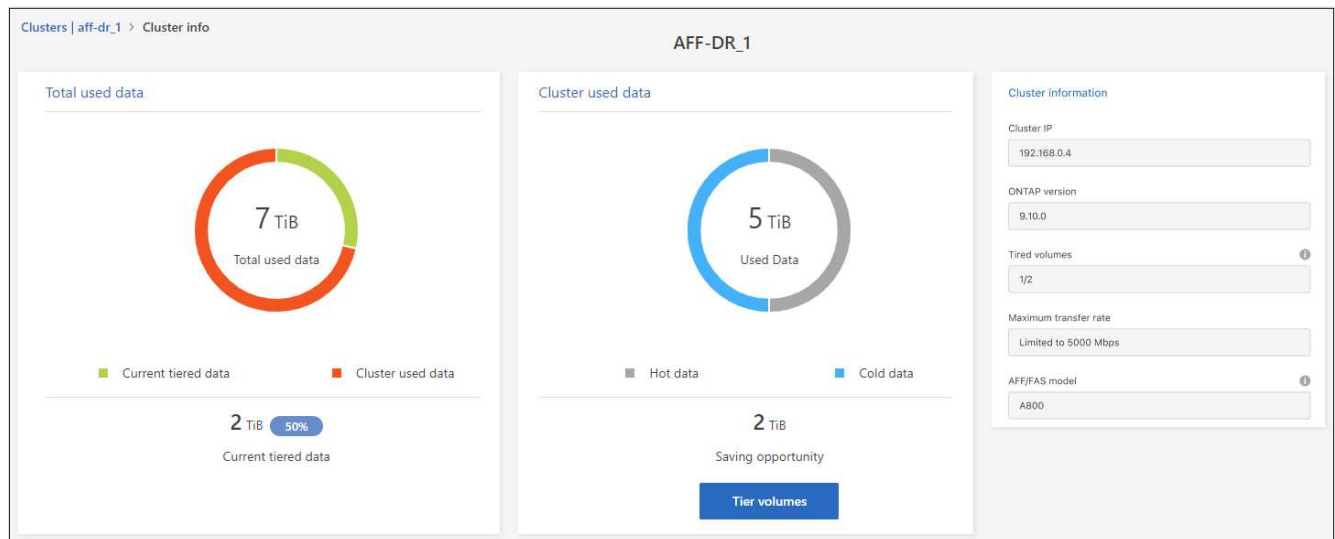 Clusters | aff-dr_1 > Cluster info
AFF-DR_1
Total used data
7 TiB
Total used data
Current tiered data
Cluster used data
2 TiB 50%
Current tiered data
Cluster used data
5 TiB
Used Data
Hot data
Cold data
2 TiB
Saving opportunity
Tier volumes
Cluster information
Cluster IP
192.168.0.4
ONTAP version
9.10.0
Tired volumes
1/2
Maximum transfer rate
Limited to 5000 Mbps
AFF/FAS model
A800